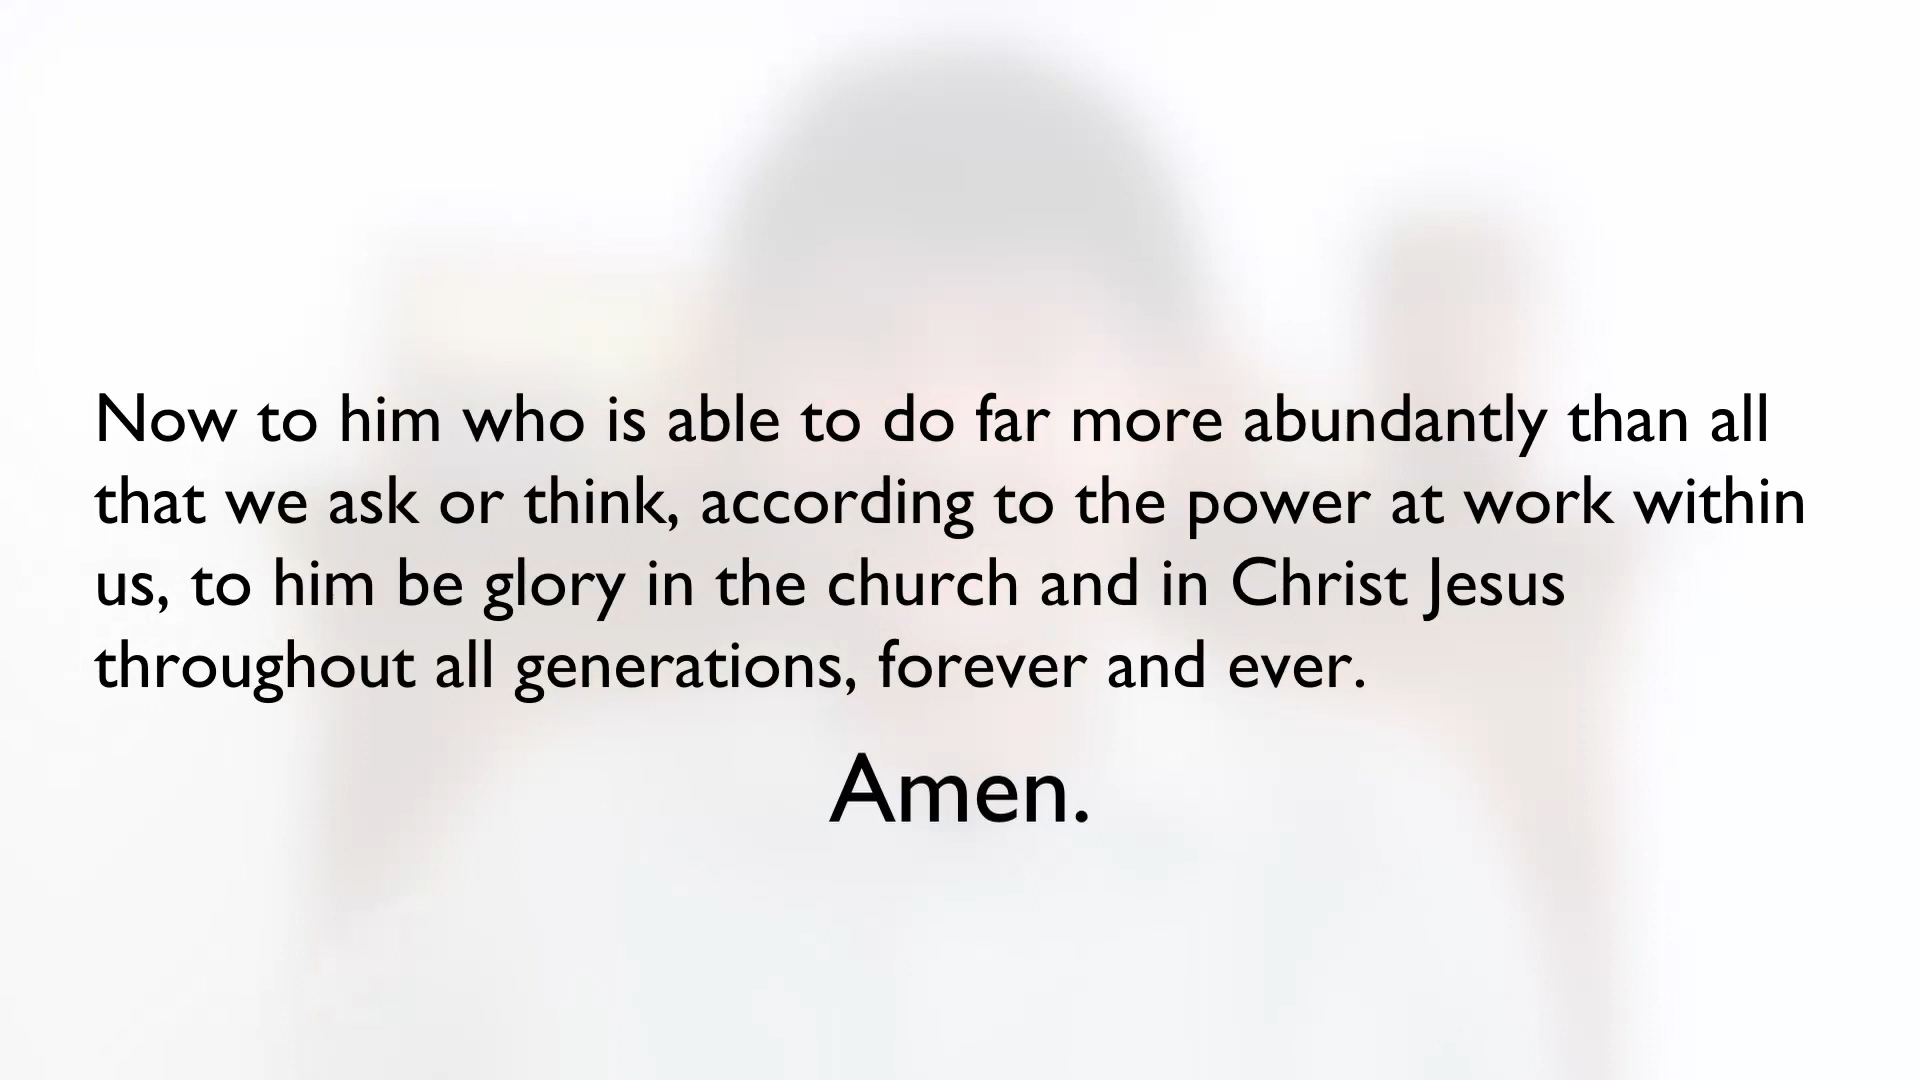 Now to him who is able to do far more abundantly than all
that we ask or think, according to the power at work within
us, to him be glory in the church and in Christ Jesus
throughout all generations, forever and ever.
Amen.